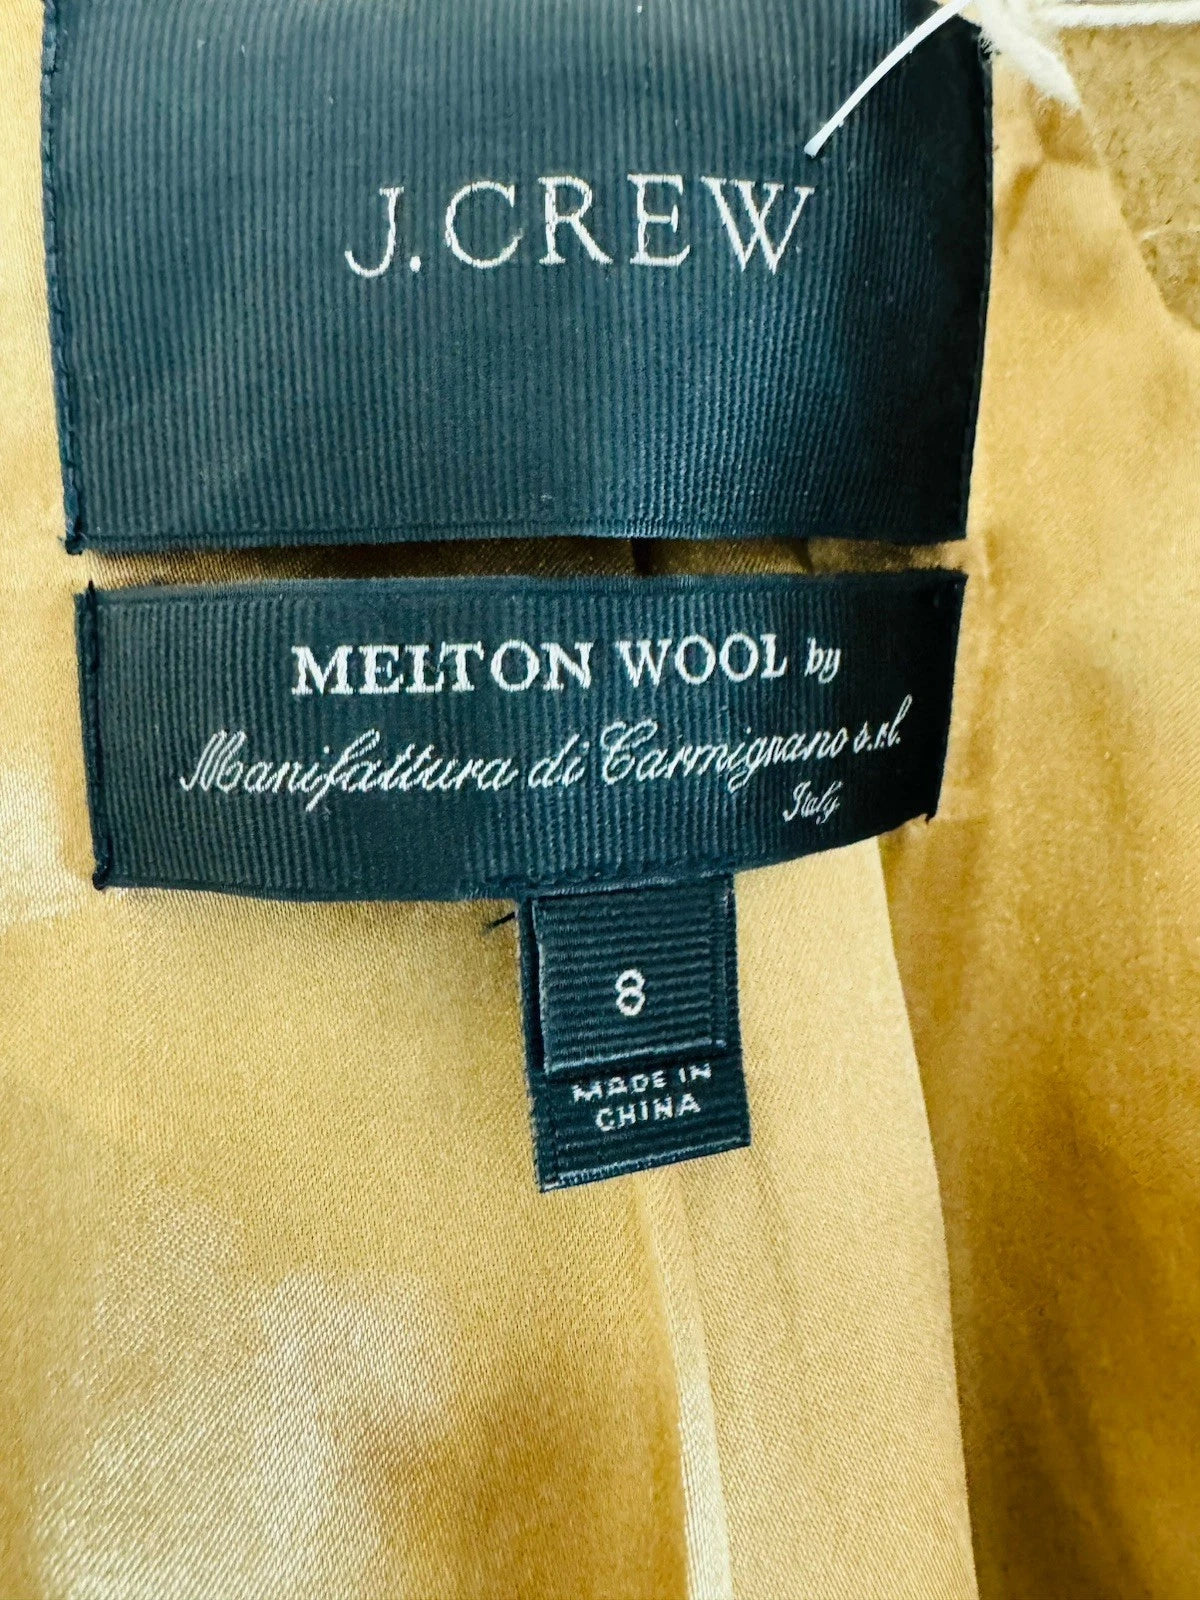 J.CREW
MELTON WOOL by
Manifattura di Carmignano s.r.l.
Italy
8
MADE IN
CHINA